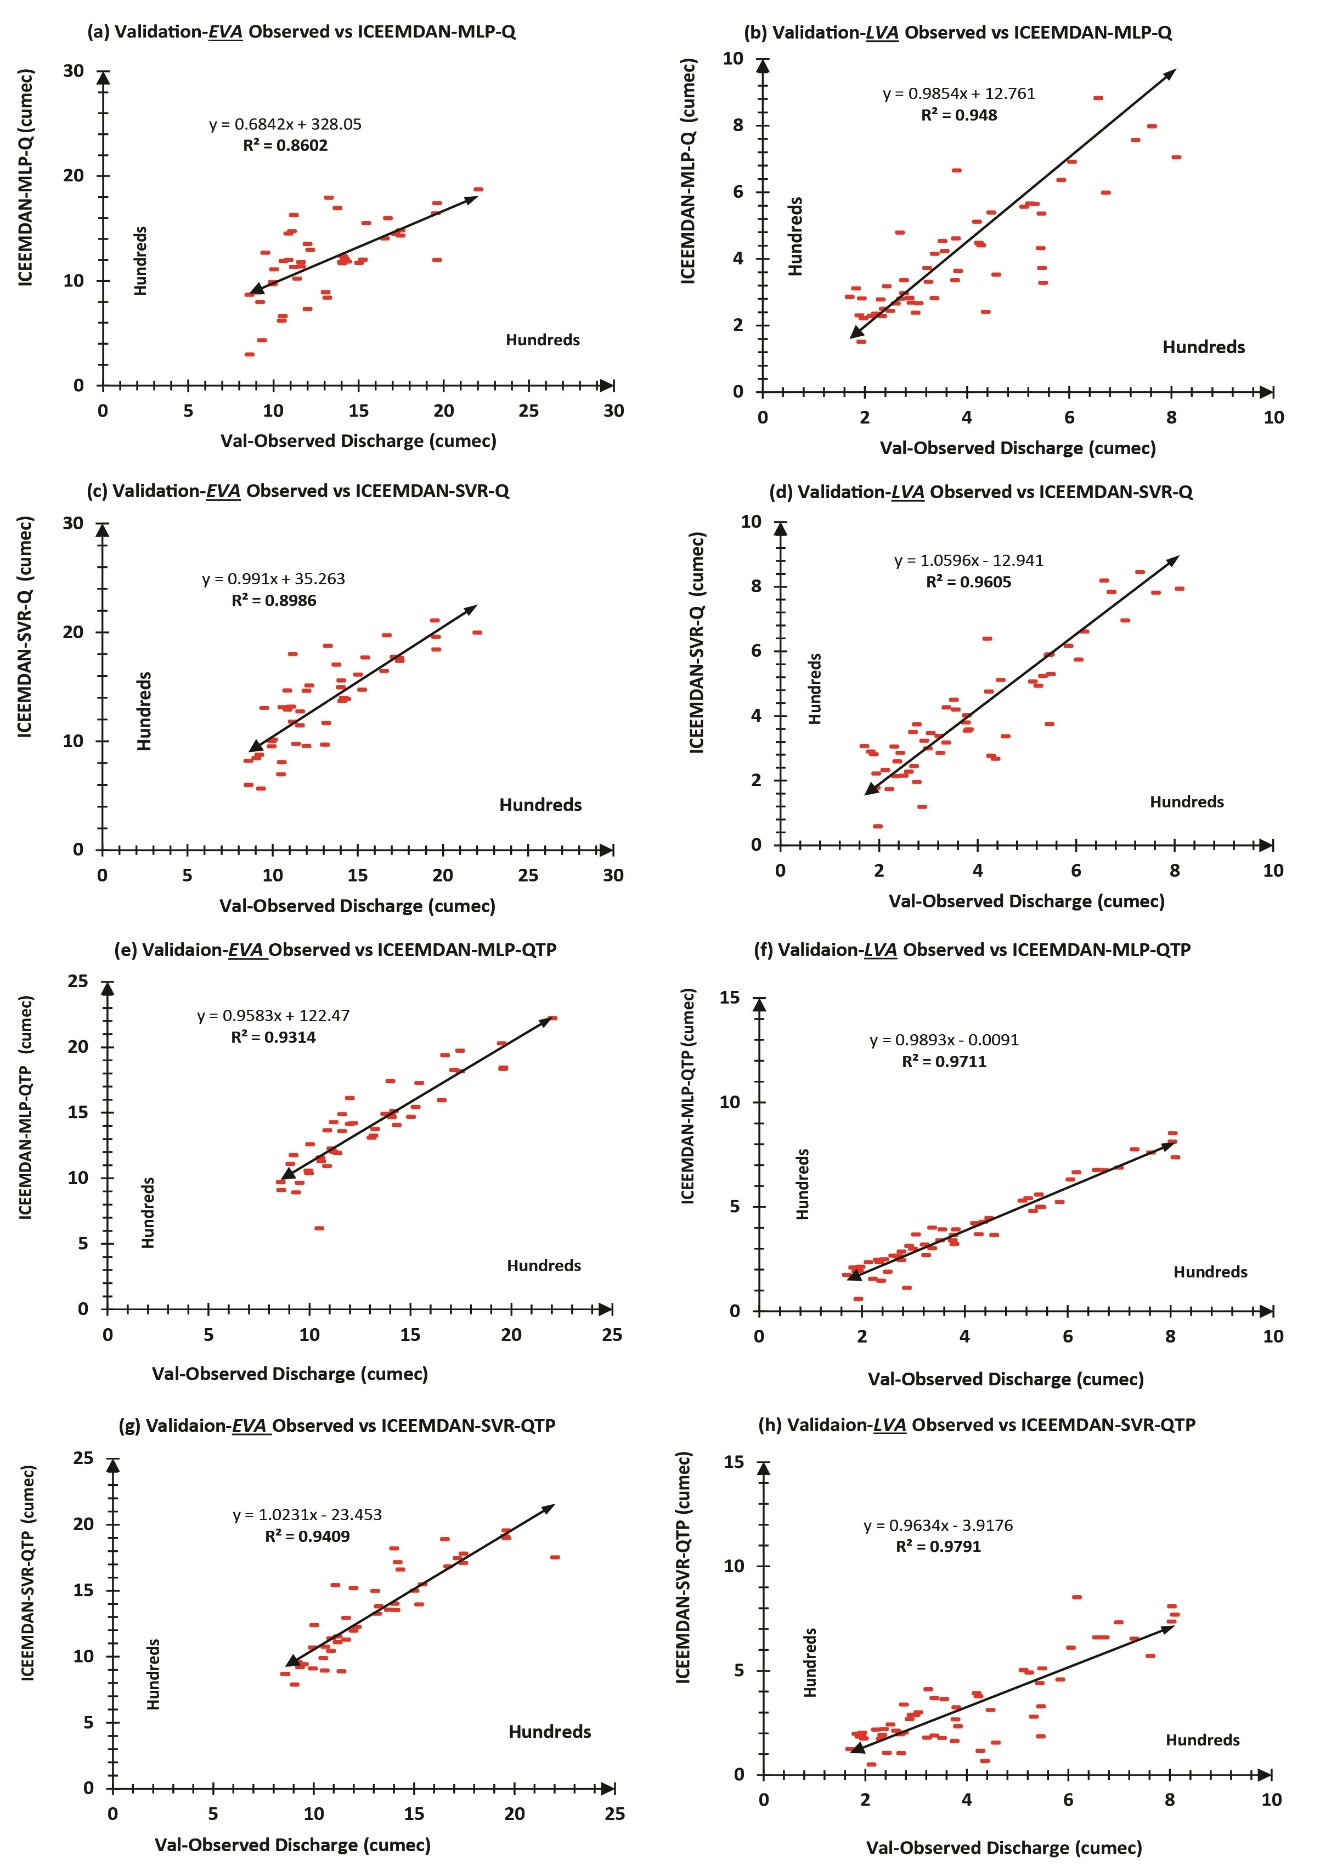 (a) Validation-EVA Observed vs ICEEMDAN-MLP-Q
ICEEMDAN-MLP-Q (cumec)
30
20
10
0
y = 0.6842x + 328.05
R² = 0.8602
Hundreds
Hundreds
0 5 10 15 20 25 30
Val-Observed Discharge (cumec)
(b) Validation-LVA Observed vs ICEEMDAN-MLP-Q
ICEEMDAN-MLP-Q (cumec)
10
8
6
4
2
0
y = 0.9854x + 12.761
R² = 0.948
Hundreds
Hundreds
0 2 4 6 8 10
Val-Observed Discharge (cumec)
(c) Validation-EVA Observed vs ICEEMDAN-SVR-Q
ICEEMDAN-SVR-Q (cumec)
30
20
10
0
y = 0.991x + 35.263
R² = 0.8986
Hundreds
Hundreds
0 5 10 15 20 25 30
Val-Observed Discharge (cumec)
(d) Validation-LVA Observed vs ICEEMDAN-SVR-Q
ICEEMDAN-SVR-Q (cumec)
10
8
6
4
2
0
y = 1.0596x - 12.941
R² = 0.9605
Hundreds
Hundreds
0 2 4 6 8 10
Val-Observed Discharge (cumec)
(e) Validaion-EVA Observed vs ICEEMDAN-MLP-QTP
ICEEMDAN-MLP-QTP (cumec)
25
20
15
10
5
0
y = 0.9583x + 122.47
R² = 0.9314
Hundreds
Hundreds
0 5 10 15 20 25
Val-Observed Discharge (cumec)
(f) Validaion-LVA Observed vs ICEEMDAN-MLP-QTP
ICEEMDAN-MLP-QTP (cumec)
15
10
5
0
y = 0.9893x - 0.0091
R² = 0.9711
Hundreds
Hundreds
0 2 4 6 8 10
Val-Observed Discharge (cumec)
(g) Validaion-EVA Observed vs ICEEMDAN-SVR-QTP
ICEEMDAN-SVR-QTP (cumec)
25
20
15
10
5
0
y = 1.0231x - 23.453
R² = 0.9409
Hundreds
Hundreds
0 5 10 15 20 25
Val-Observed Discharge (cumec)
(h) Validaion-LVA Observed vs ICEEMDAN-SVR-QTP
ICEEMDAN-SVR-QTP (cumec)
15
10
5
0
y = 0.9634x - 3.9176
R² = 0.9791
Hundreds
Hundreds
0 2 4 6 8 10
Val-Observed Discharge (cumec)